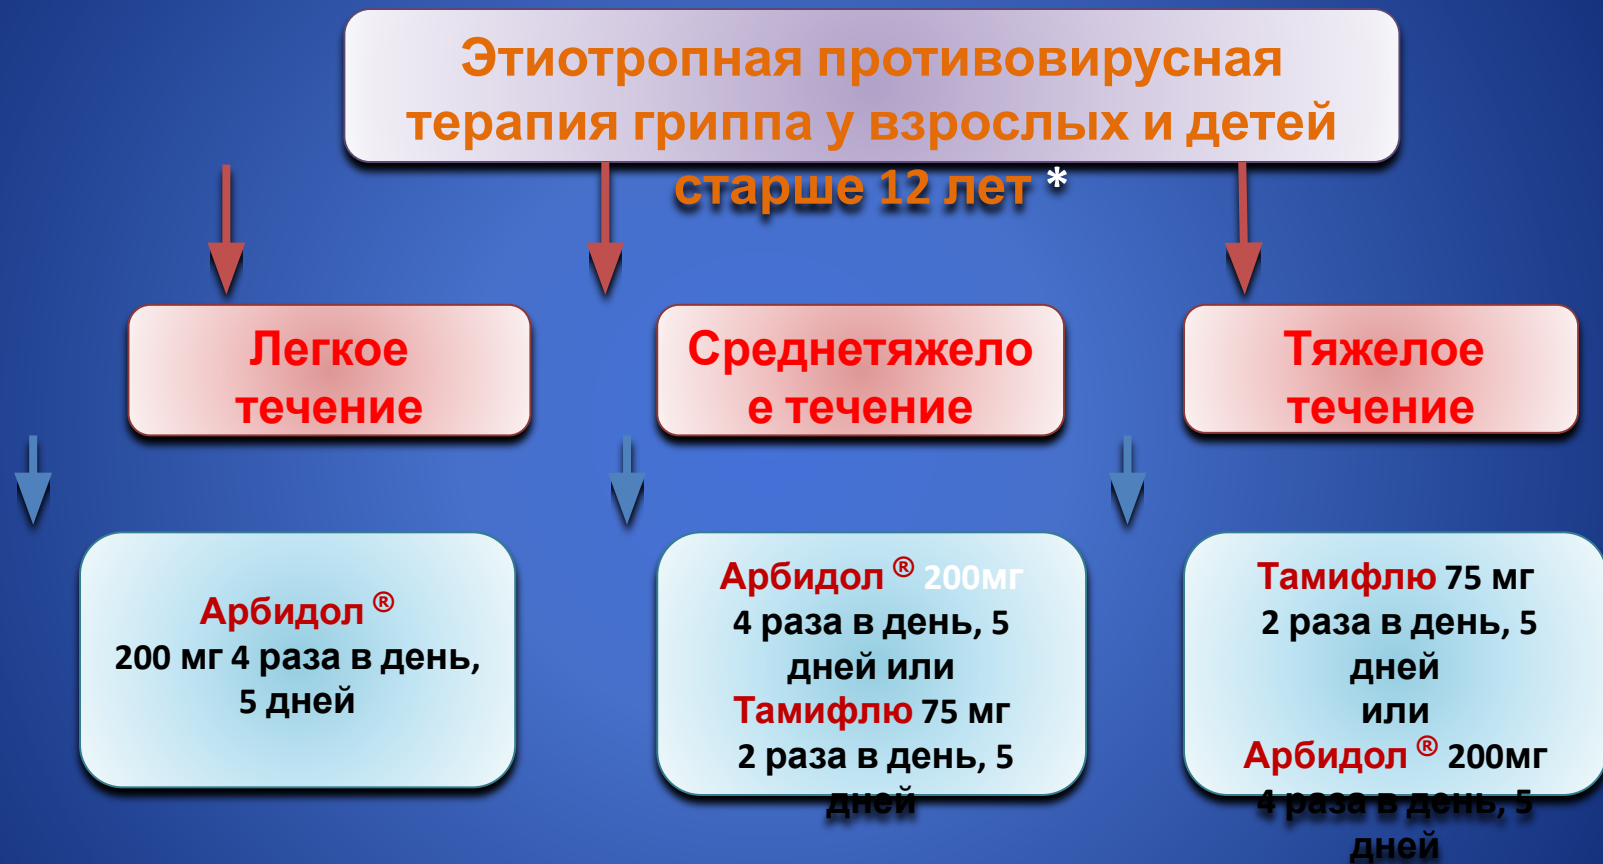 Этиотропная противовирусная
терапия гриппа у взрослых и детей
старше 12 лет *
Легкое
течение
Среднетяжело
е течение
Тяжелое
течение
Арбидол ®
200 мг 4 раза в день,
5 дней
Арбидол ® 200мг
4 раза в день, 5
дней или
Тамифлю 75 мг
2 раза в день, 5
дней
Тамифлю 75 мг
2 раза в день, 5
дней
или
Арбидол ® 200мг
4 раза в день, 5
дней